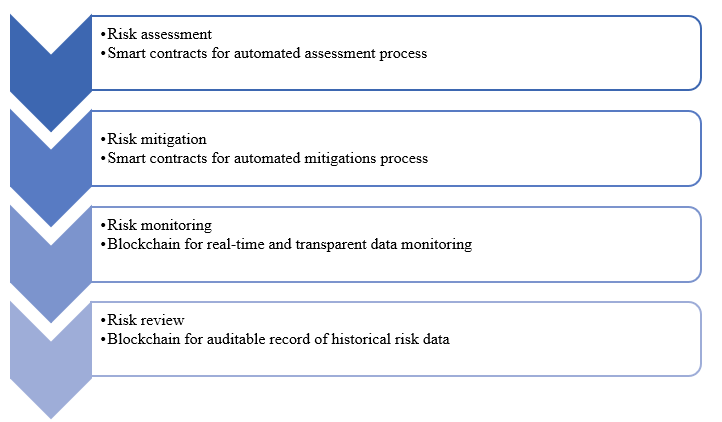 •Risk assessment
•Smart contracts for automated assessment process
•Risk mitigation
•Smart contracts for automated mitigations process
•Risk monitoring
•Blockchain for real-time and transparent data monitoring
•Risk review
•Blockchain for auditable record of historical risk data